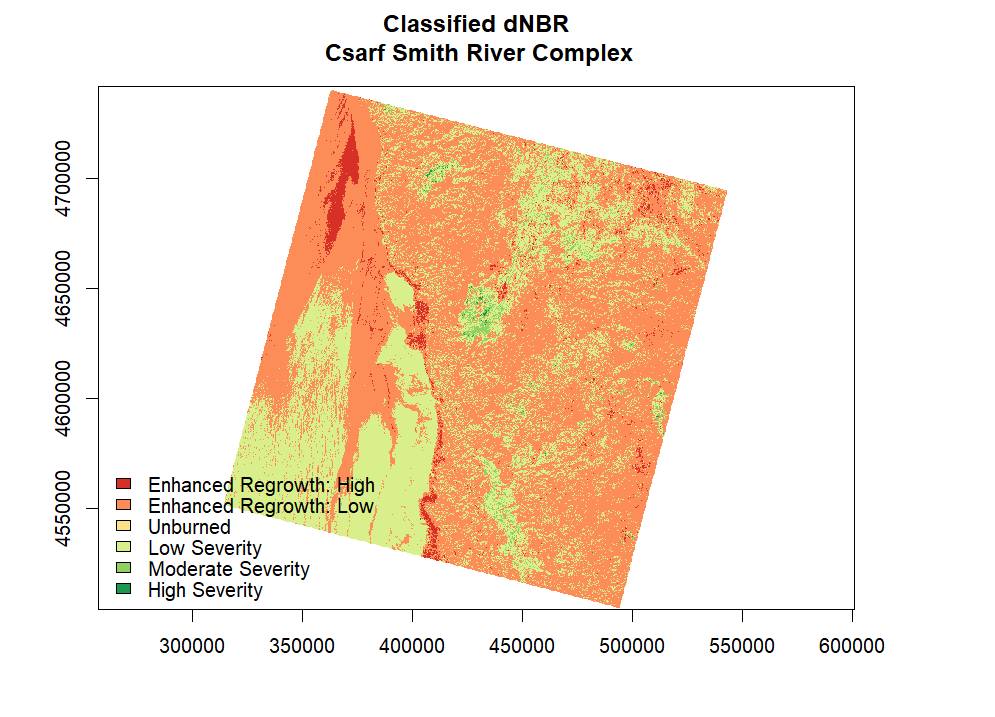 Classified dNBR
Csarf Smith River Complex
4700000
4650000
4600000
4550000
Enhanced Regrowth: High
Enhanced Regrowth: Low
Unburned
Low Severity
Moderate Severity
High Severity
300000 350000 400000 450000 500000 550000 600000